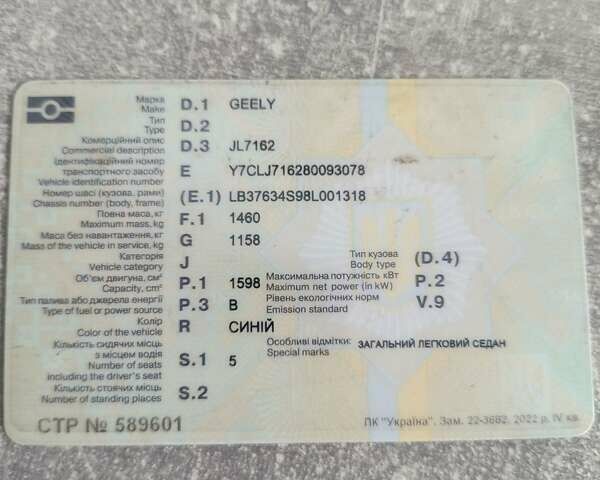 Марка
Make D.1 GEELY
Тип
Type D.2
Комерційний опис
Commercial description D.3 JL7162
Ідентифікаційний номер
транспортного засобу
Vehicle identification number E Y7CLJ716280093078
Номер шасі (кузова, рами)
Chassis number (body, frame) (E.1) LB37634S98L001318
Повна маса, кг
Maximum mass, kg F.1 1460
Маса без навантаження, кг
Mass of the vehicle in service, kg G 1158
Категорія
Vehicle category J
Тип кузова
Body type (D.4)
Об'єм двигуна, см³
Capacity, cm³ P.1 1598
Максимальна потужність кВт
Maximum net power (in kW) P.2
Тип палива або джерела енергії
Type of fuel or power source P.3 B
Рівень екологічних норм
Emission standard V.9
Колір
Color of the vehicle R СИНІЙ
Кількість сидячих місць
з місцем водія
Number of seats
including the driver's seat S.1 5
Особливі відмітки:
Special marks ЗАГАЛЬНИЙ ЛЕГКОВИЙ СЕДАН
Кількість стоячих місць
Number of standing places S.2
СТР № 589601
ПК "Україна". Зам. 22-3682. 2022 р. IV кв.